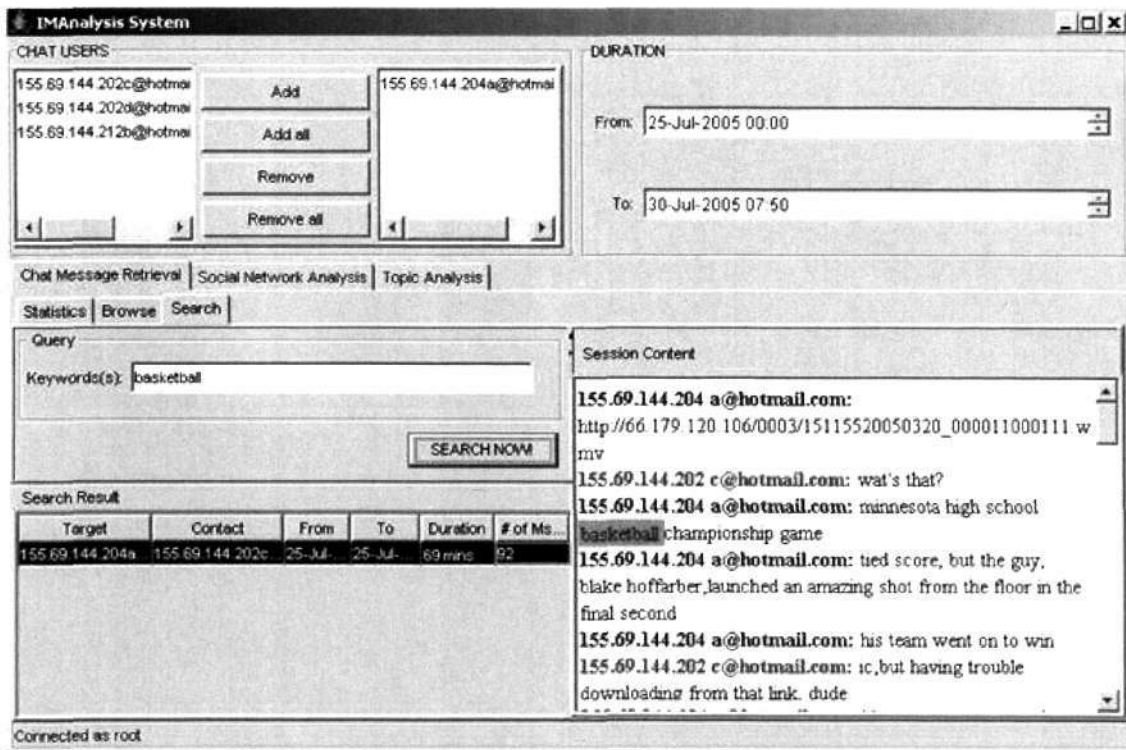 IMAnalysis System
CHAT USERS
155.69.144.202c@hotmai
155.69.144.202d@hotmai
155.69.144.212b@hotmai
Add
Add all
Remove
Remove all
155.69.144.204a@hotmai
DURATION
From: 25-Jul-2005 00:00
To: 30-Jul-2005 07:50
Chat Message Retrieval Social Network Analysis Topic Analysis
Statistics Browse Search
Query
Keywords(s): basketball
SEARCH NOW!
Search Result
Target Contact From To Duration # of Ms...
155.69.144.204a... 155.69.144.202c... 25-Jul-... 25-Jul-... 69 mins 92
Session Content
155.69.144.204 a@hotmail.com:
http://66.179.120.106/0003/15115520050320_000011000111.w
mv
155.69.144.202 c@hotmail.com: wat's that?
155.69.144.204 a@hotmail.com: minnesota high school
basketball championship game
155.69.144.204 a@hotmail.com: tied score, but the guy,
blake hoffarber,launched an amazing shot from the floor in the
final second
155.69.144.204 a@hotmail.com: his team went on to win
155.69.144.202 c@hotmail.com: ic,but having trouble
downloading from that link, dude
Connected as root